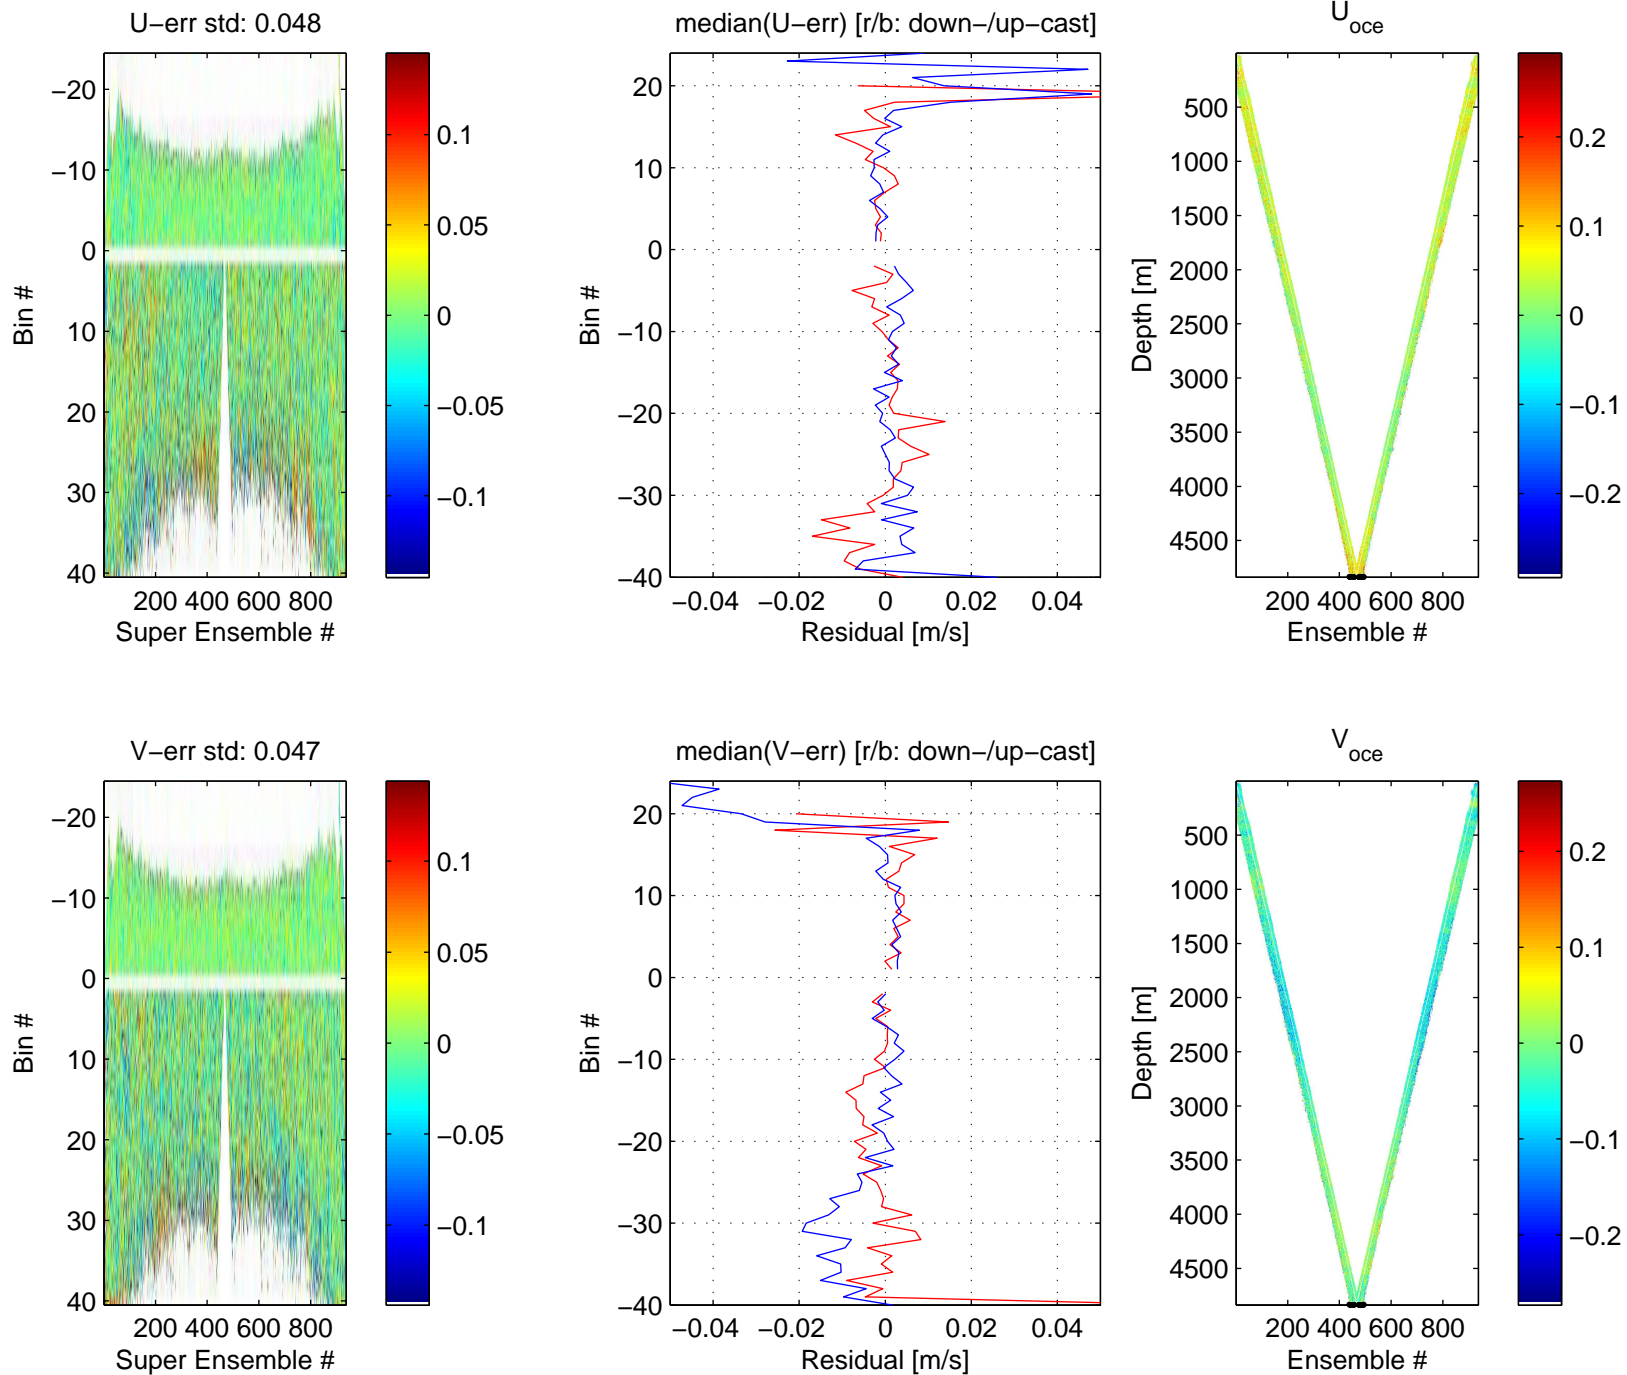 U−err std: 0.048
−20
−10
0
10
20
30
40
Bin #
200 400 600 800
Super Ensemble #
0.1
0.05
0
−0.05
−0.1
median(U−err) [r/b: down−/up−cast]
20
10
0
−10
−20
−30
−40
Bin #
−0.04 −0.02 0 0.02 0.04
Residual [m/s]
U oce
500
1000
1500
2000
2500
3000
3500
4000
4500
Depth [m]
200 400 600 800
Ensemble #
0.2
0.1
0
−0.1
−0.2
V−err std: 0.047
−20
−10
0
10
20
30
40
Bin #
200 400 600 800
Super Ensemble #
0.1
0.05
0
−0.05
−0.1
median(V−err) [r/b: down−/up−cast]
20
10
0
−10
−20
−30
−40
Bin #
−0.04 −0.02 0 0.02 0.04
Residual [m/s]
V oce
500
1000
1500
2000
2500
3000
3500
4000
4500
Depth [m]
200 400 600 800
Ensemble #
0.2
0.1
0
−0.1
−0.2